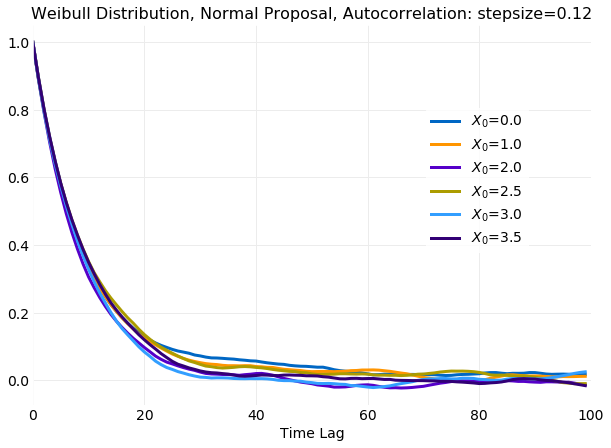 Weibull Distribution, Normal Proposal, Autocorrelation: stepsize=0.12
1.0
0.8
0.6
0.4
0.2
0.0
X₀=0.0
X₀=1.0
X₀=2.0
X₀=2.5
X₀=3.0
X₀=3.5
0 20 40 60 80 100
Time Lag